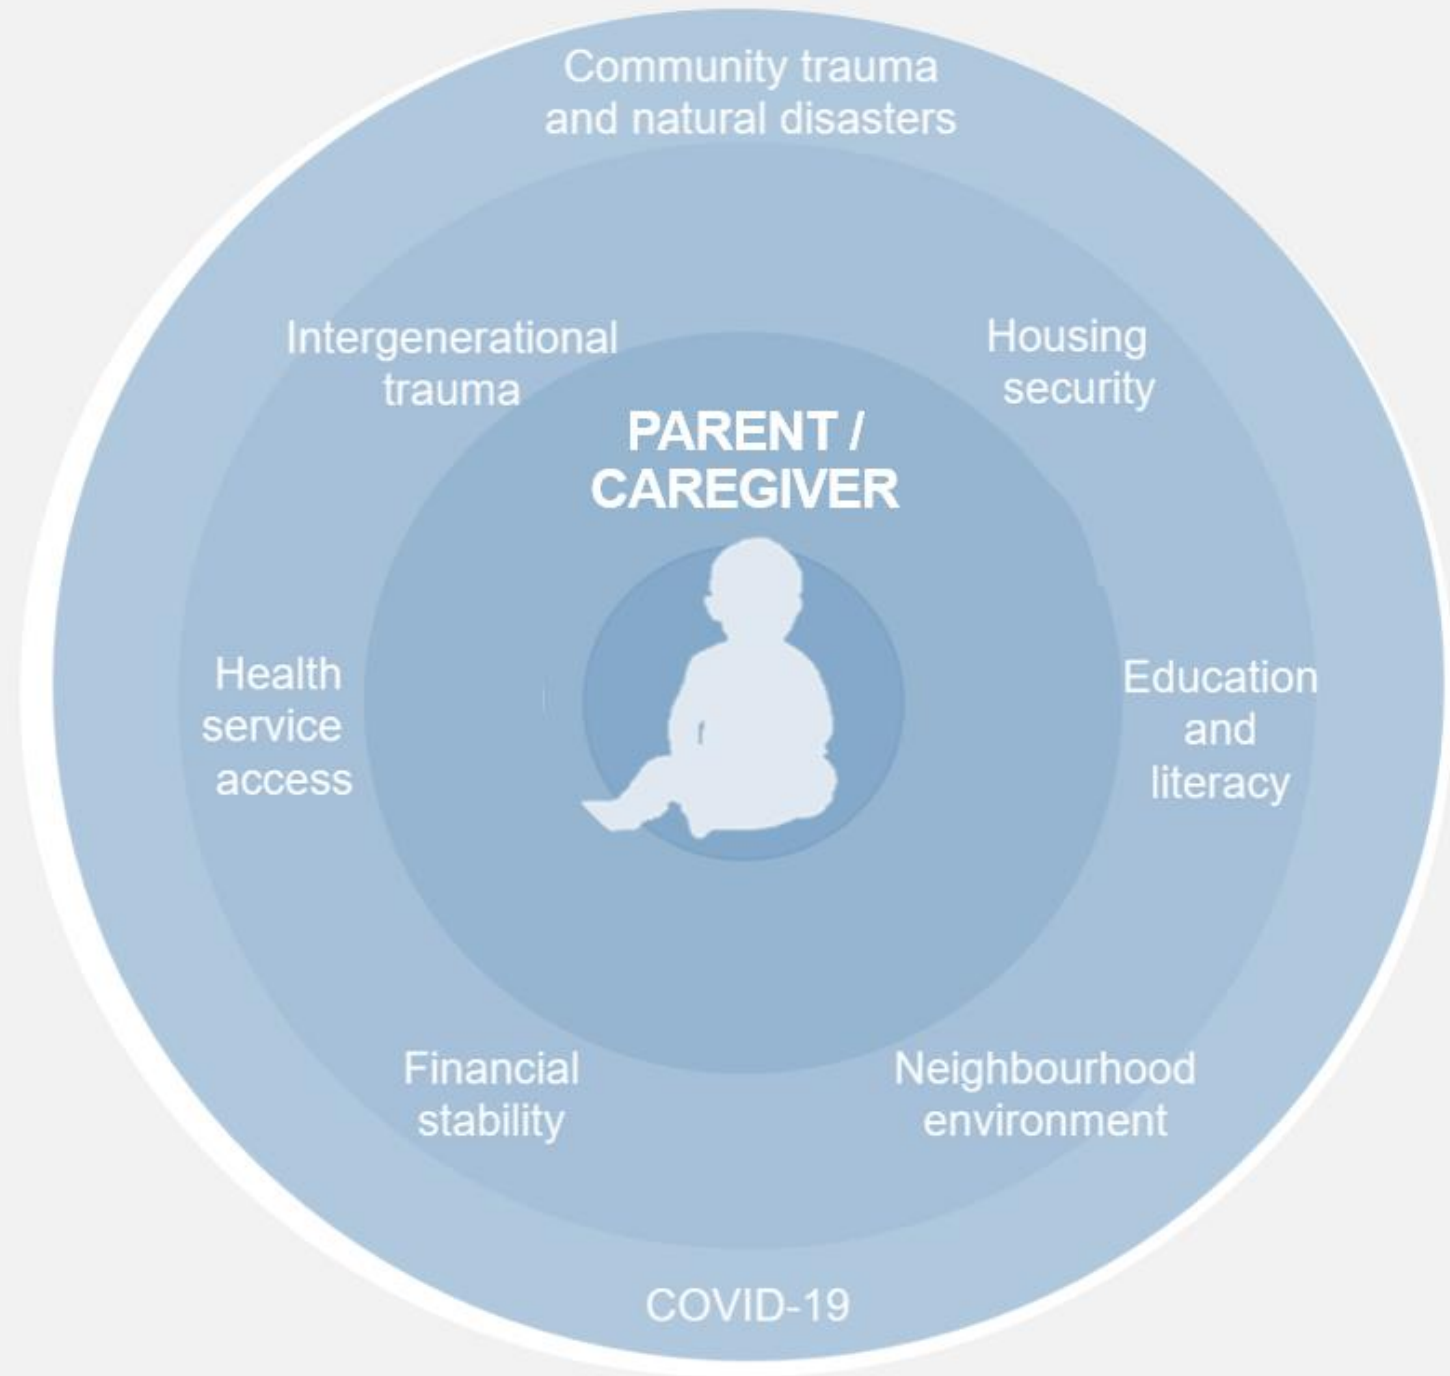 Community trauma
and natural disasters
Intergenerational
trauma
Housing
security
PARENT /
CAREGIVER
Health
service
access
Education
and
literacy
Financial
stability
Neighbourhood
environment
COVID-19